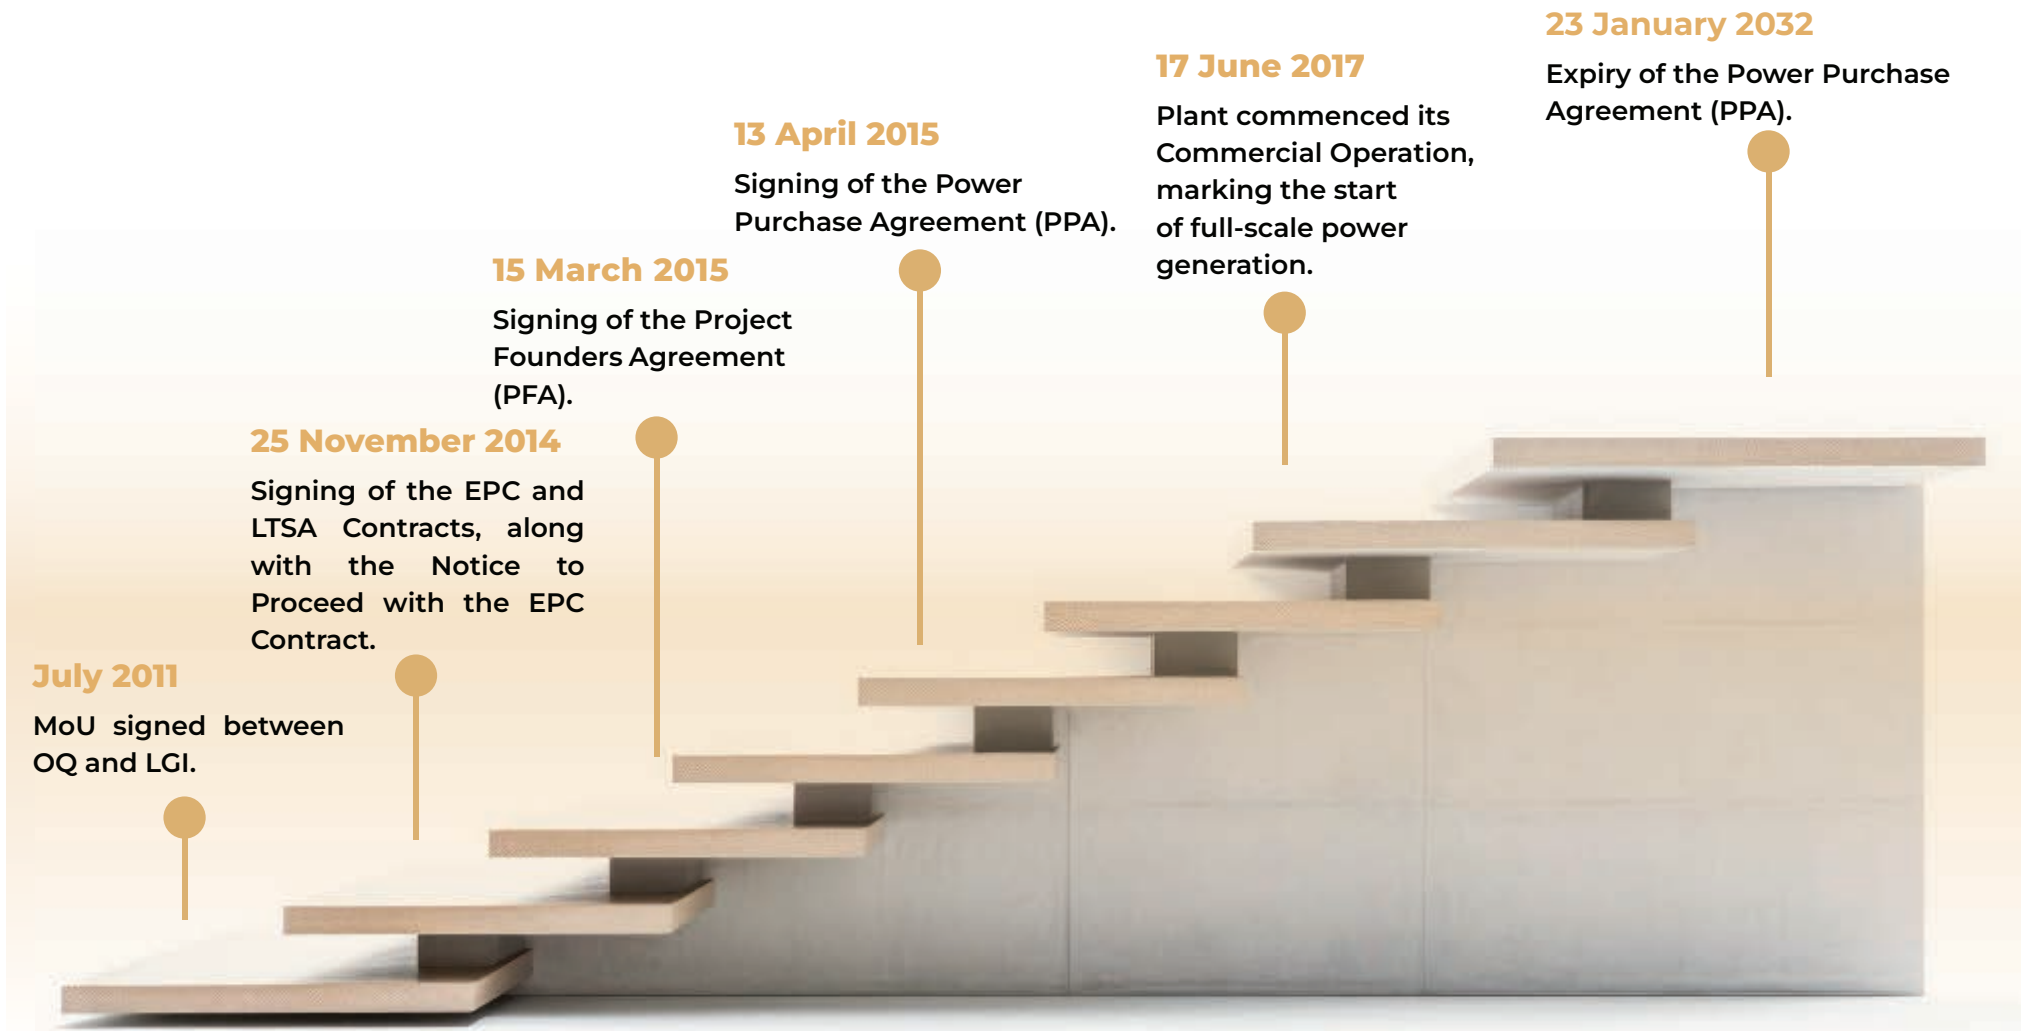 July 2011
MoU signed between
OQ and LGI.
25 November 2014
Signing of the EPC and
LTSA Contracts, along
with the Notice to
Proceed with the EPC
Contract.
15 March 2015
Signing of the Project
Founders Agreement
(PFA).
13 April 2015
Signing of the Power
Purchase Agreement (PPA).
17 June 2017
Plant commenced its
Commercial Operation,
marking the start
of full-scale power
generation.
23 January 2032
Expiry of the Power Purchase
Agreement (PPA).